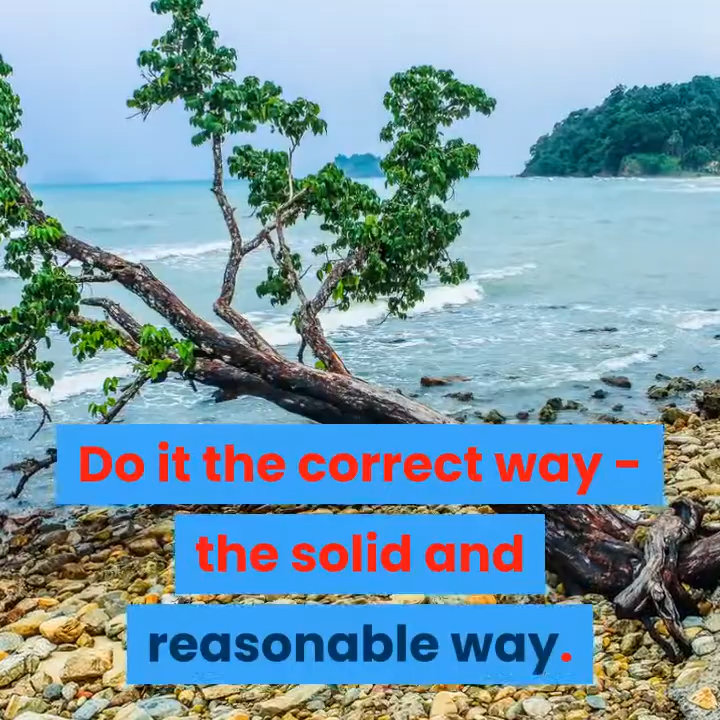 Do it the correct way -
the solid and
reasonable way.